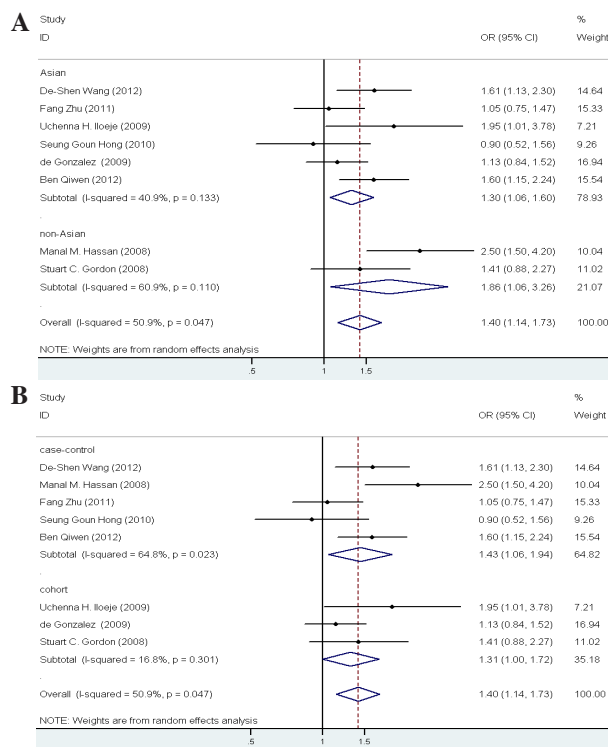 A
Study %
ID OR (95% CI) Weight
Asian
De-Shen Wang (2012) 1.61 (1.13, 2.30) 14.64
Fang Zhu (2011) 1.05 (0.75, 1.47) 15.33
Uchenna H. Iloeje (2009) 1.95 (1.01, 3.78) 7.21
Seung Goun Hong (2010) 0.90 (0.52, 1.56) 9.26
de Gonzalez (2009) 1.13 (0.84, 1.52) 16.94
Ben Qiwen (2012) 1.60 (1.15, 2.24) 15.54
Subtotal (I-squared = 40.9%, p = 0.133) 1.30 (1.06, 1.60) 78.93
.
non-Asian
Manal M. Hassan (2008) 2.50 (1.50, 4.20) 10.04
Stuart C. Gordon (2008) 1.41 (0.88, 2.27) 11.02
Subtotal (I-squared = 60.9%, p = 0.110) 1.86 (1.06, 3.26) 21.07
.
Overall (I-squared = 50.9%, p = 0.047) 1.40 (1.14, 1.73) 100.00
NOTE: Weights are from random effects analysis
.5 1 1.5
B
Study %
ID OR (95% CI) Weight
case-control
De-Shen Wang (2012) 1.61 (1.13, 2.30) 14.64
Manal M. Hassan (2008) 2.50 (1.50, 4.20) 10.04
Fang Zhu (2011) 1.05 (0.75, 1.47) 15.33
Seung Goun Hong (2010) 0.90 (0.52, 1.56) 9.26
Ben Qiwen (2012) 1.60 (1.15, 2.24) 15.54
Subtotal (I-squared = 64.8%, p = 0.023) 1.43 (1.06, 1.94) 64.82
.
cohort
Uchenna H. Iloeje (2009) 1.95 (1.01, 3.78) 7.21
de Gonzalez (2009) 1.13 (0.84, 1.52) 16.94
Stuart C. Gordon (2008) 1.41 (0.88, 2.27) 11.02
Subtotal (I-squared = 16.8%, p = 0.301) 1.31 (1.00, 1.72) 35.18
.
Overall (I-squared = 50.9%, p = 0.047) 1.40 (1.14, 1.73) 100.00
NOTE: Weights are from random effects analysis
.5 1 1.5